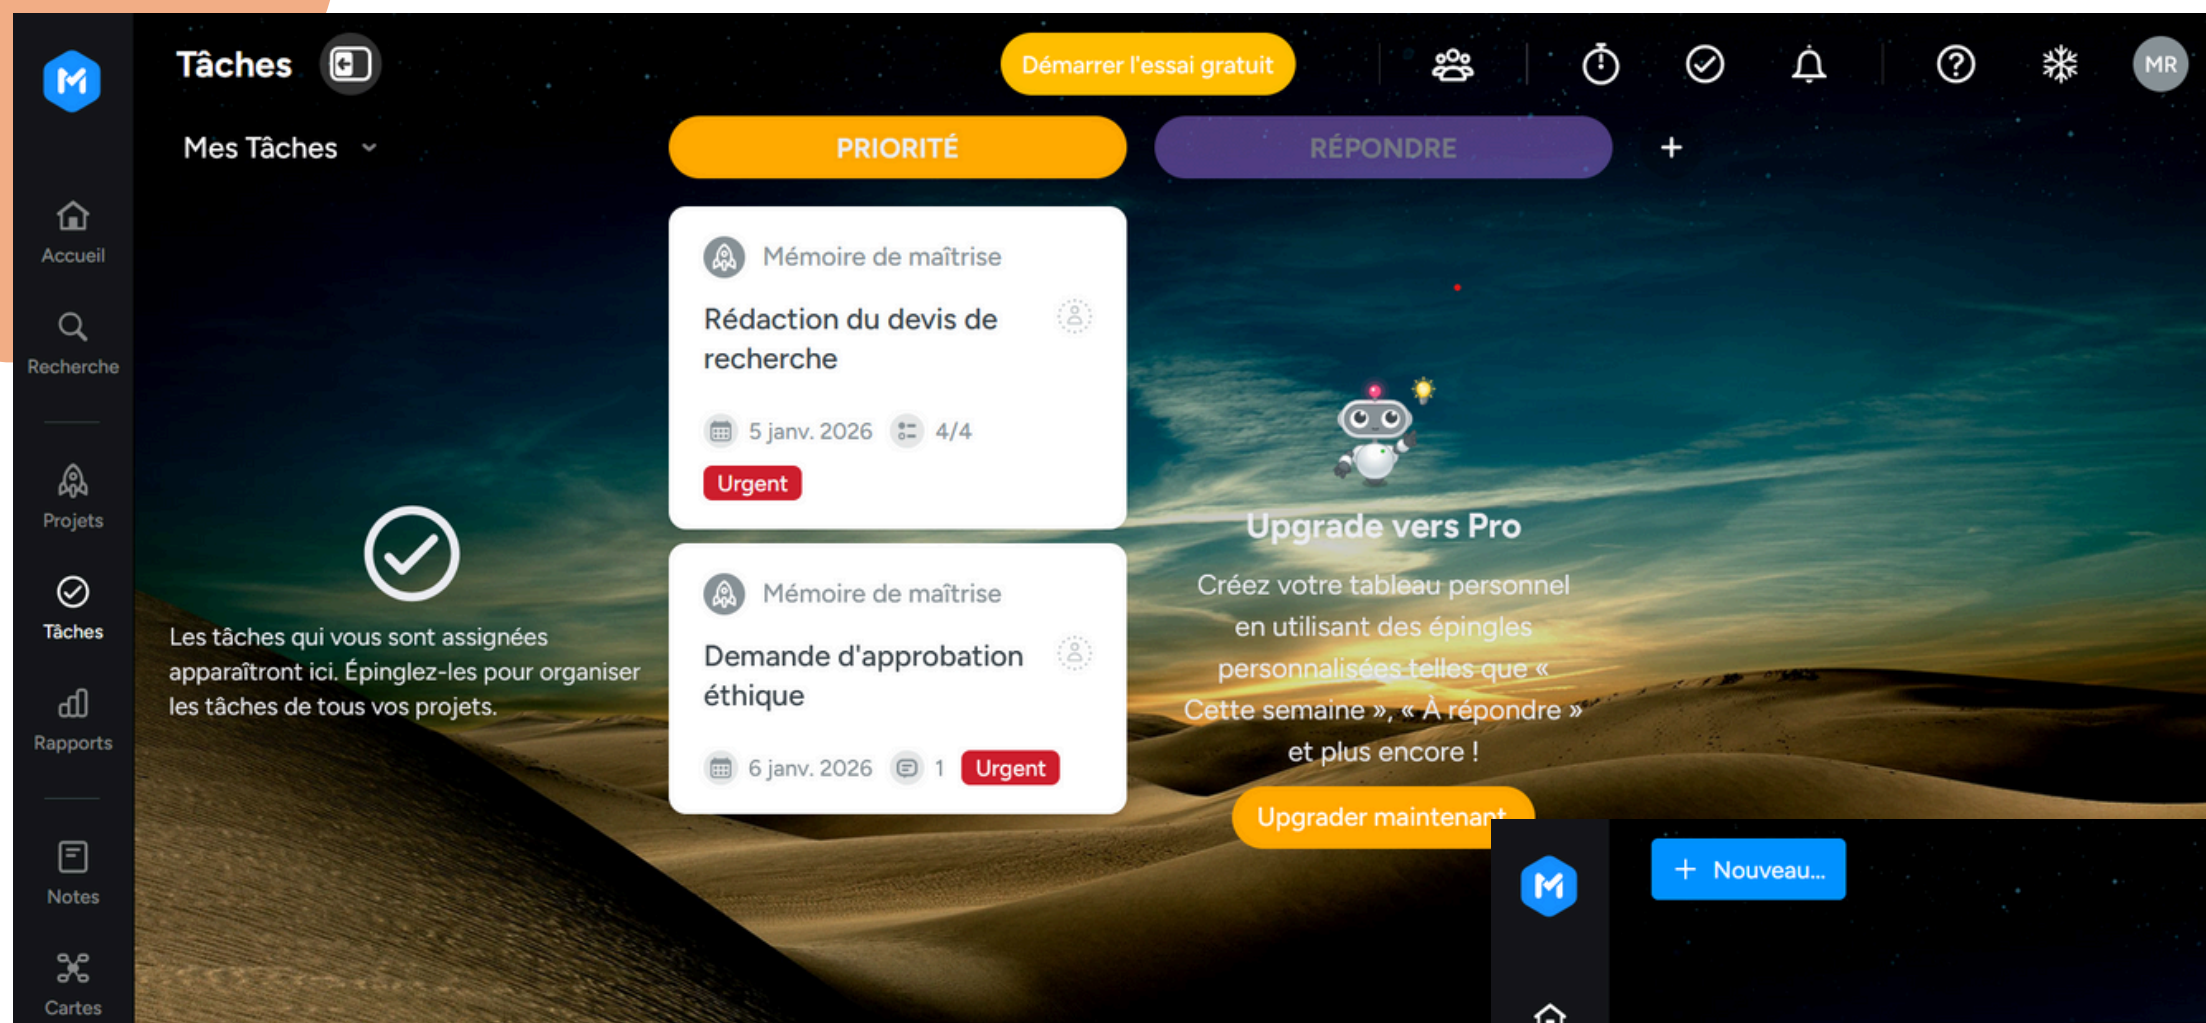 Tâches
Démarrer l'essai gratuit
MR
Mes Tâches
PRIORITÉ
RÉPONDRE
+
Accueil
Recherche
Projets
Tâches
Rapports
Notes
Cartes
Les tâches qui vous sont assignées
apparaîtront ici. Épinglez-les pour organiser
les tâches de tous vos projets.
Mémoire de maîtrise
Rédaction du devis de
recherche
5 janv. 2026 4/4
Urgent
Mémoire de maîtrise
Demande d'approbation
éthique
6 janv. 2026 1 Urgent
Upgrade vers Pro
Créez votre tableau personnel
en utilisant des épingles
personnalisées telles que «
Cette semaine », « À répondre »
et plus encore !
Upgrader maintenant
+ Nouveau...